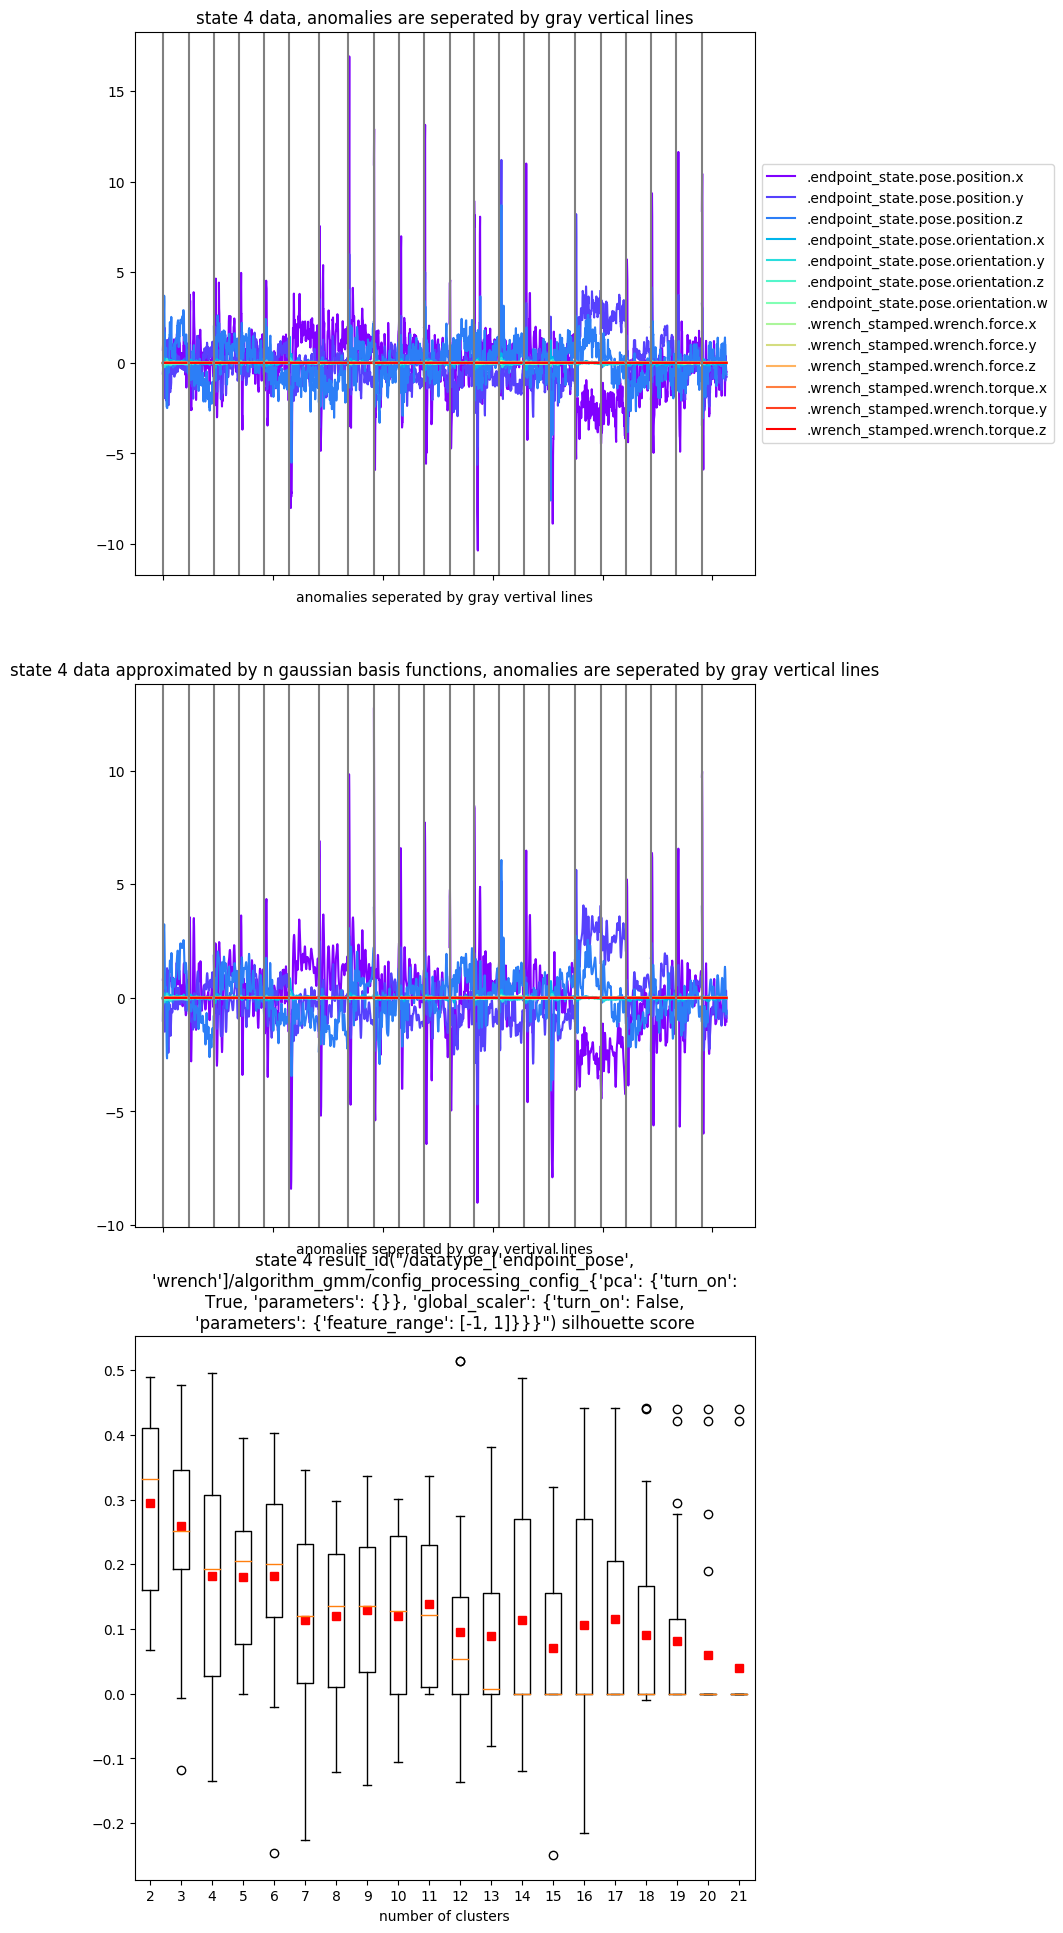 state 4 data, anomalies are seperated by gray vertical lines
15
10
5
0
−5
−10
anomalies seperated by gray vertival lines
.endpoint_state.pose.position.x
.endpoint_state.pose.position.y
.endpoint_state.pose.position.z
.endpoint_state.pose.orientation.x
.endpoint_state.pose.orientation.y
.endpoint_state.pose.orientation.z
.endpoint_state.pose.orientation.w
.wrench_stamped.wrench.force.x
.wrench_stamped.wrench.force.y
.wrench_stamped.wrench.force.z
.wrench_stamped.wrench.torque.x
.wrench_stamped.wrench.torque.y
.wrench_stamped.wrench.torque.z
state 4 data approximated by n gaussian basis functions, anomalies are seperated by gray vertical lines
10
5
0
−5
−10
anomalies seperated by gray vertical lines
state 4 result_id("/datatype_['endpoint_pose',
'wrench']/algorithm_gmm/config_processing_config_{'pca': {'turn_on':
True, 'parameters': {}}, 'global_scaler': {'turn_on': False,
'parameters': {'feature_range': [-1, 1]}}}") silhouette score
0.5
0.4
0.3
0.2
0.1
0.0
−0.1
−0.2
2 3 4 5 6 7 8 9 10 11 12 13 14 15 16 17 18 19 20 21
number of clusters